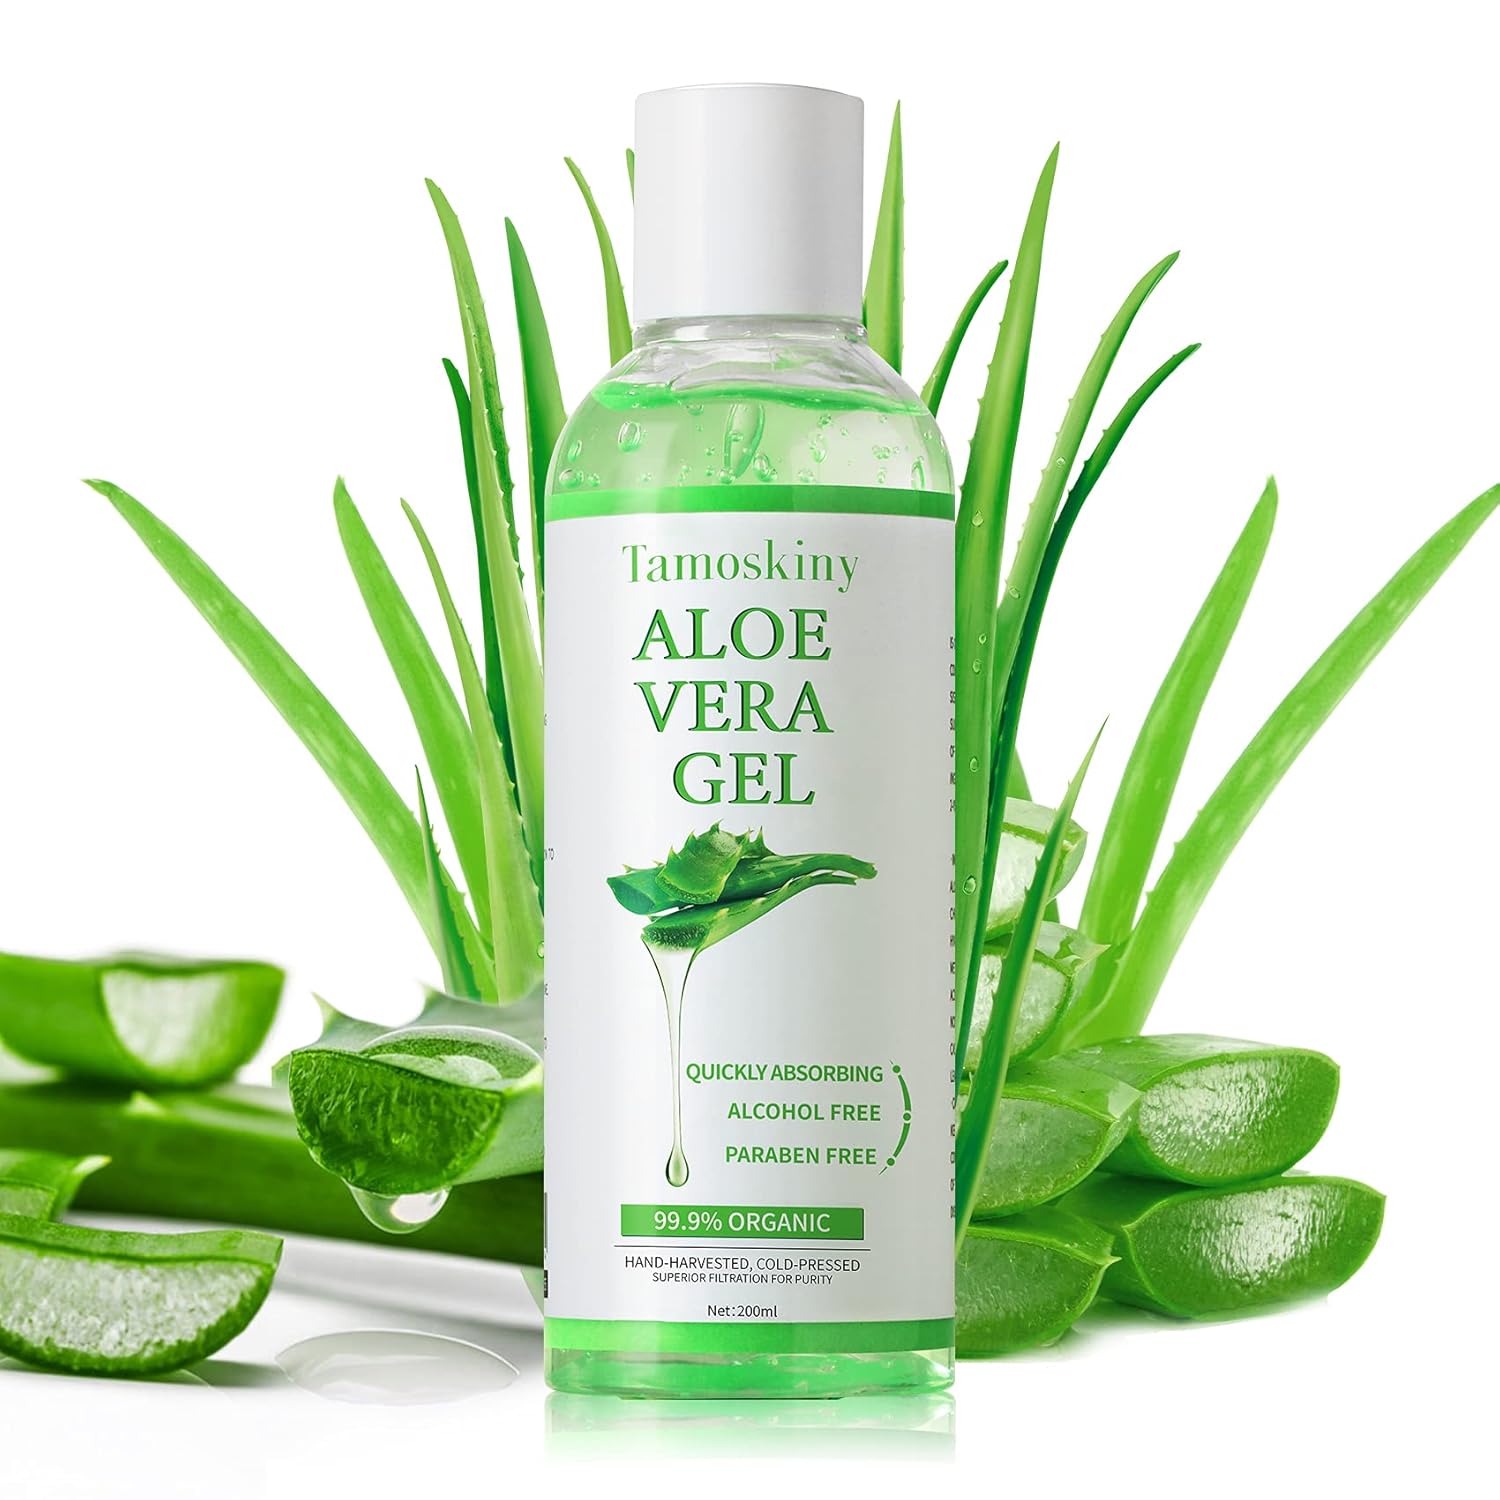 Tamoskiny
ALOE
VERA
GEL
QUICKLY ABSORBING
ALCOHOL FREE
PARABEN FREE
99.9% ORGANIC
HAND-HARVESTED, COLD-PRESSED
SUPERIOR FILTRATION FOR PURITY
Net:200ml